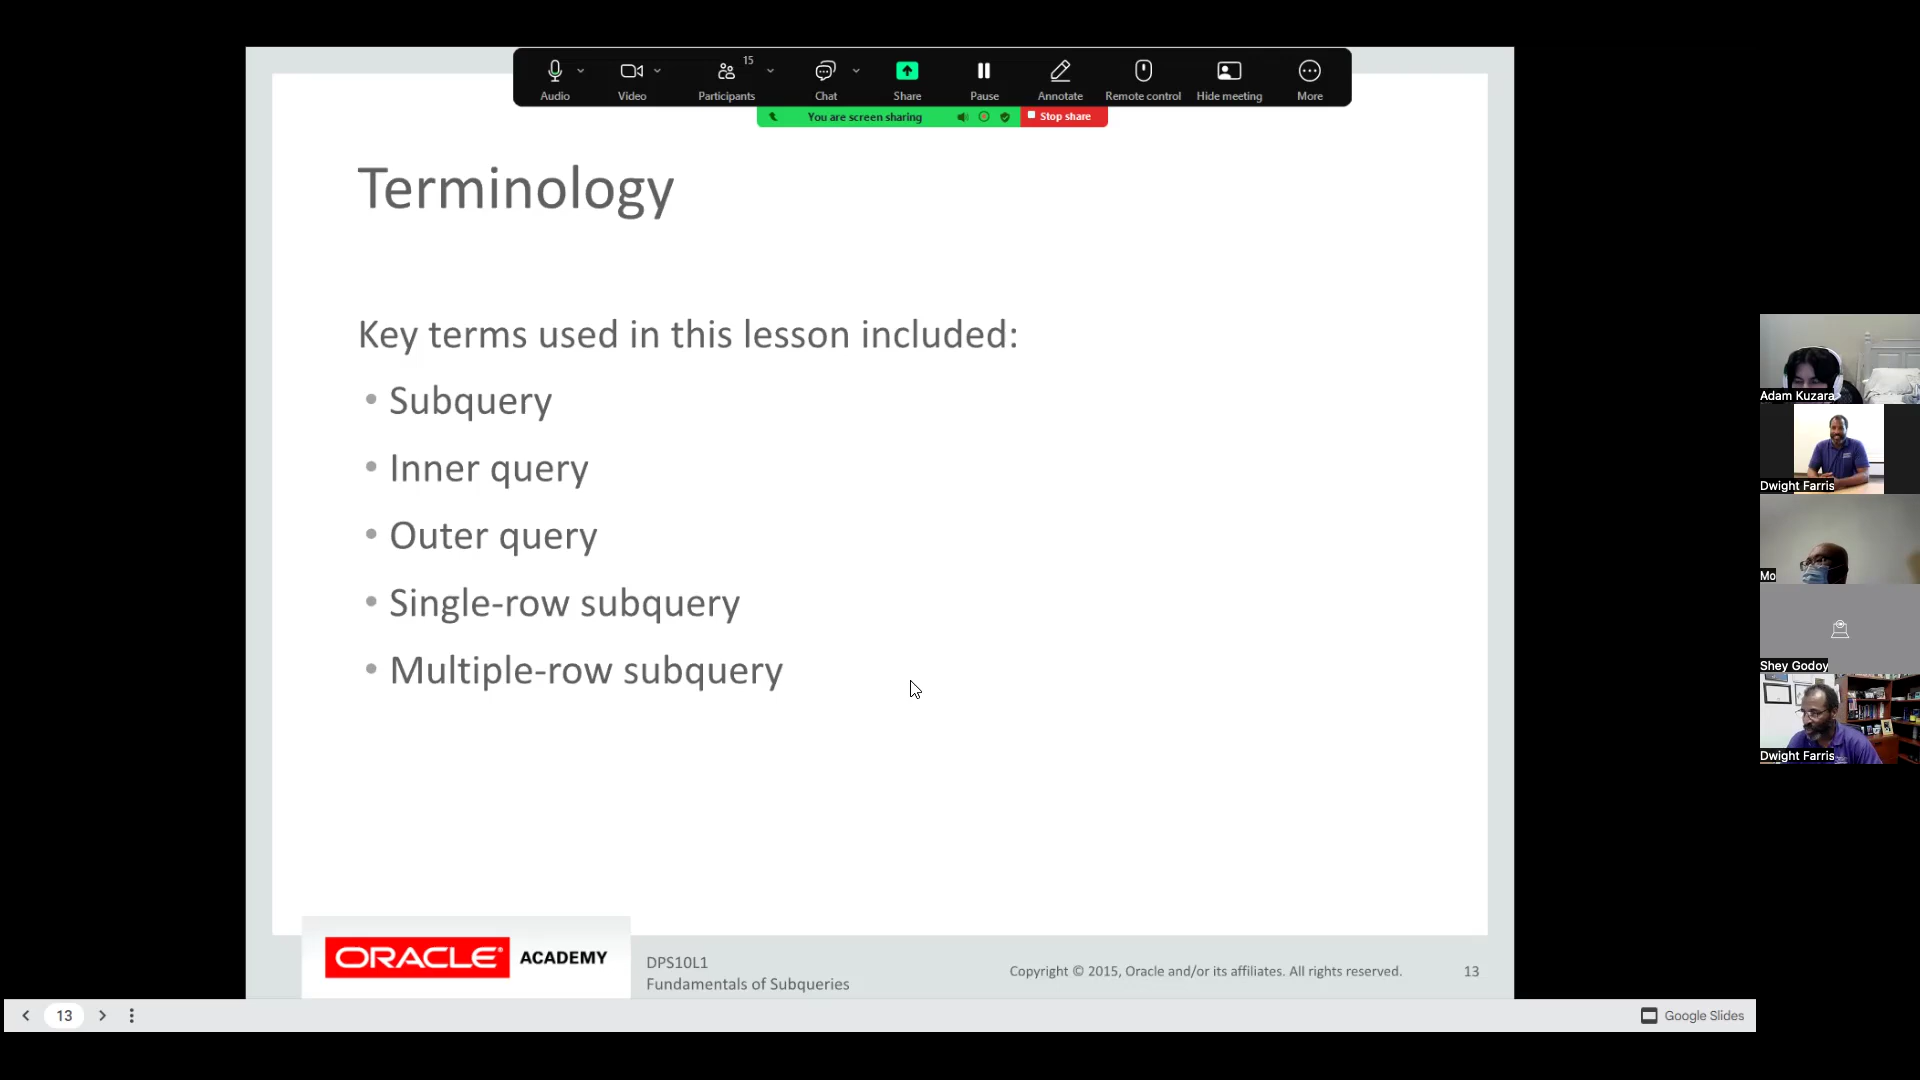 15
Audio
Video
Participants
Chat
Share
Pause
Annotate
Remote control
Hide meeting
More
You are screen sharing
Stop share
Terminology
Key terms used in this lesson included:
• Subquery
• Inner query
• Outer query
• Single-row subquery
• Multiple-row subquery
Adam Kuzara
Dwight Farris
Mo
Shey Godoy
Dwight Farris
ORACLE® ACADEMY
DPS10L1
Fundamentals of Subqueries
Copyright © 2015, Oracle and/or its affiliates. All rights reserved.
13
13
Google Slides